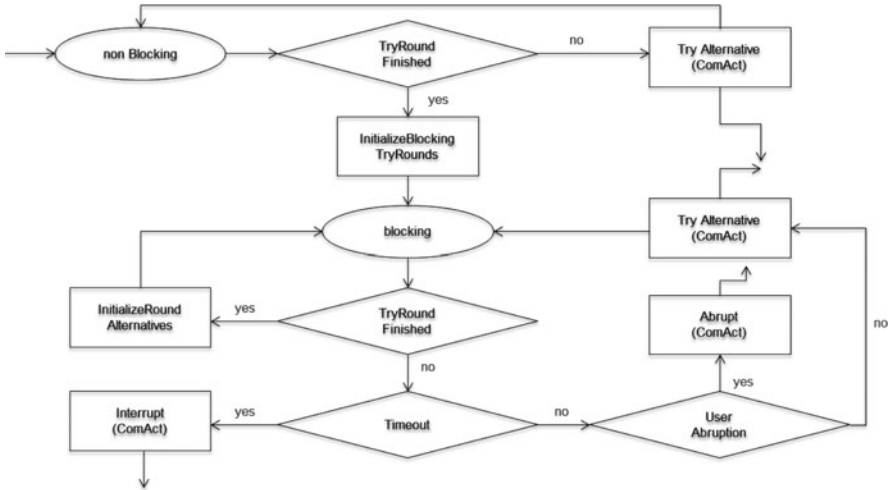 non Blocking
TryRound
Finished
no
Try Alternative
(ComAct)
yes
InitializeBlocking
TryRounds
blocking
Try Alternative
(ComAct)
InitializeRound
Alternatives
yes
TryRound
Finished
Abrupt
(ComAct)
no
no
yes
Interrupt
(ComAct)
yes
Timeout
no
User
Abruption